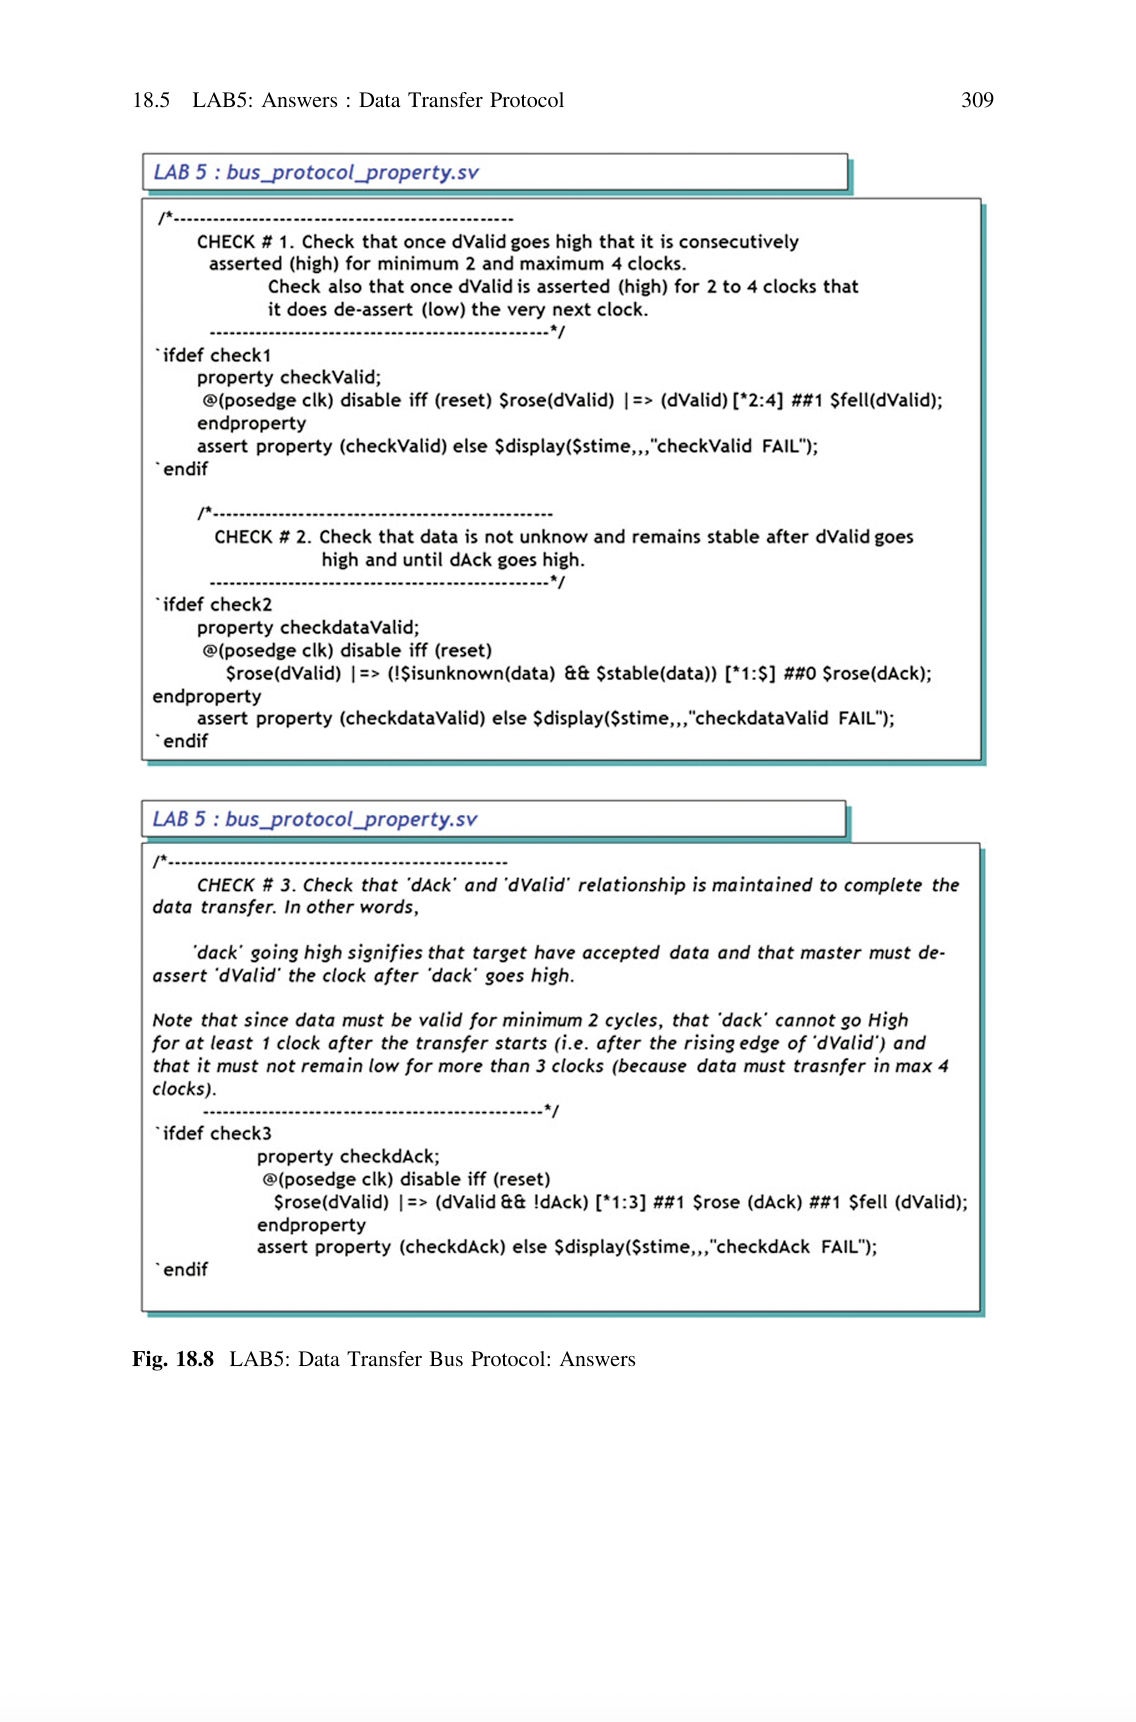 18.5 LAB5: Answers : Data Transfer Protocol 309
LAB 5 : bus_protocol_property.sv
/*----------------------------------------------------
CHECK # 1. Check that once dValid goes high that it is consecutively
asserted (high) for minimum 2 and maximum 4 clocks.
Check also that once dValid is asserted (high) for 2 to 4 clocks that
it does de-assert (low) the very next clock.
----------------------------------------------------*/
`ifdef check1
property checkValid;
@(posedge clk) disable iff (reset) $rose(dValid) |=> (dValid) [*2:4] ##1 $fell(dValid);
endproperty
assert property (checkValid) else $display($stime,,,"checkValid FAIL");
`endif
/*----------------------------------------------------
CHECK # 2. Check that data is not unknow and remains stable after dValid goes
high and until dAck goes high.
----------------------------------------------------*/
`ifdef check2
property checkdataValid;
@(posedge clk) disable iff (reset)
$rose(dValid) |=> (!$isunknown(data) && $stable(data)) [*1:$] ##0 $rose(dAck);
endproperty
assert property (checkdataValid) else $display($stime,,,"checkdataValid FAIL");
`endif
LAB 5 : bus_protocol_property.sv
/*----------------------------------------------------
CHECK # 3. Check that 'dAck' and 'dValid' relationship is maintained to complete the
data transfer. In other words,
'dack' going high signifies that target have accepted data and that master must de-
assert 'dValid' the clock after 'dack' goes high.
Note that since data must be valid for minimum 2 cycles, that 'dack' cannot go High
for at least 1 clock after the transfer starts (i.e. after the rising edge of 'dValid') and
that it must not remain low for more than 3 clocks (because data must trasnfer in max 4
clocks).
----------------------------------------------------*/
`ifdef check3
property checkdAck;
@(posedge clk) disable iff (reset)
$rose(dValid) |=> (dValid && !dAck) [*1:3] ##1 $rose (dAck) ##1 $fell (dValid);
endproperty
assert property (checkdAck) else $display($stime,,,"checkdAck FAIL");
`endif
Fig. 18.8 LAB5: Data Transfer Bus Protocol: Answers